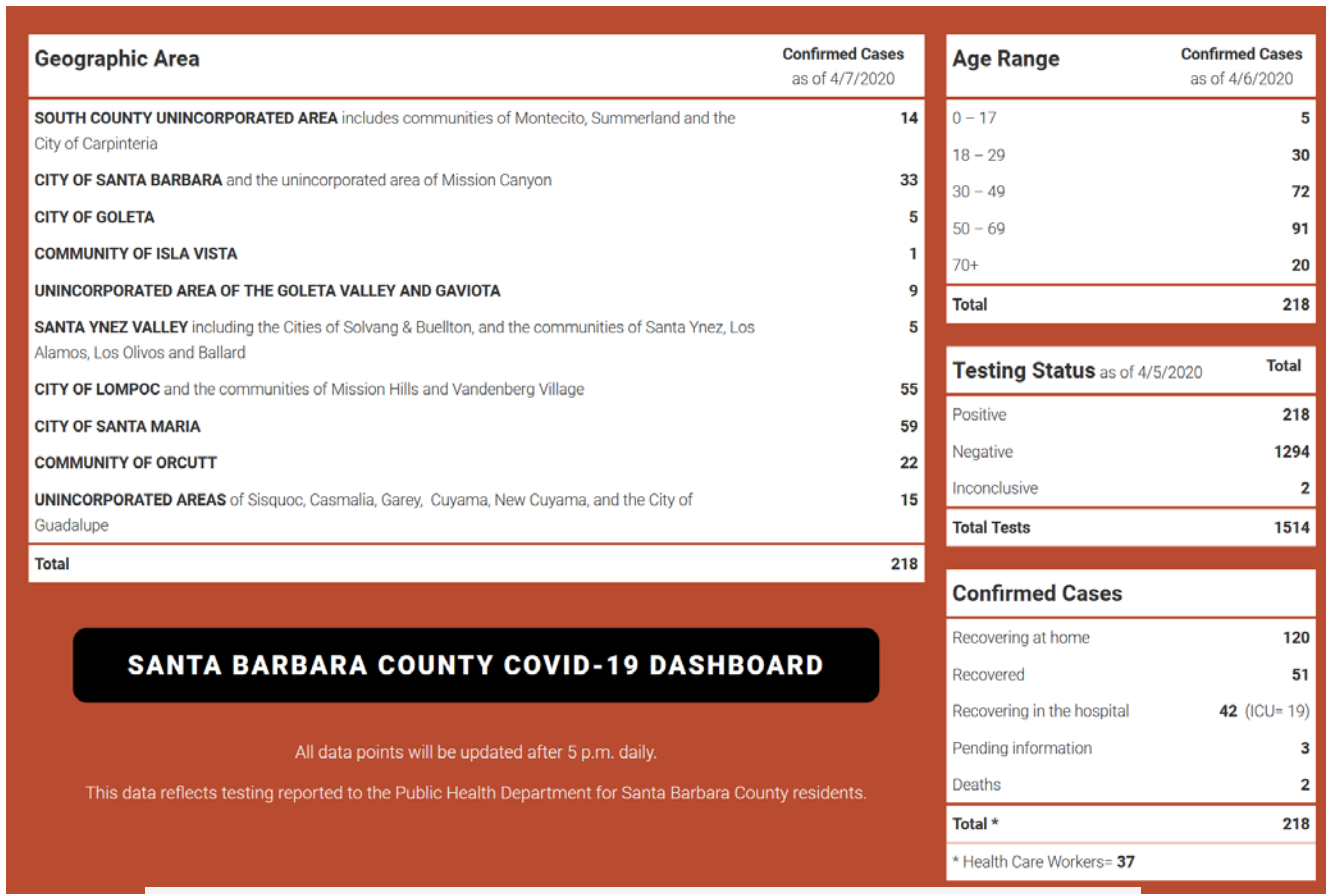 Geographic Area Confirmed Cases
as of 4/7/2020
SOUTH COUNTY UNINCORPORATED AREA includes communities of Montecito, Summerland and the 14
City of Carpinteria
CITY OF SANTA BARBARA and the unincorporated area of Mission Canyon 33
CITY OF GOLETA 5
COMMUNITY OF ISLA VISTA 1
UNINCORPORATED AREA OF THE GOLETA VALLEY AND GAVIOTA 9
SANTA YNEZ VALLEY including the Cities of Solvang & Buellton, and the communities of Santa Ynez, Los 5
Alamos, Los Olivos and Ballard
CITY OF LOMPOC and the communities of Mission Hills and Vandenberg Village 55
CITY OF SANTA MARIA 59
COMMUNITY OF ORCUTT 22
UNINCORPORATED AREAS of Sisquoc, Casmalia, Garey, Cuyama, New Cuyama, and the City of 15
Guadalupe
Total 218
SANTA BARBARA COUNTY COVID-19 DASHBOARD
All data points will be updated after 5 p.m. daily.
This data reflects testing reported to the Public Health Department for Santa Barbara County residents.
Age Range Confirmed Cases
as of 4/6/2020
0 – 17 5
18 – 29 30
30 – 49 72
50 – 69 91
70+ 20
Total 218
Testing Status as of 4/5/2020 Total
Positive 218
Negative 1294
Inconclusive 2
Total Tests 1514
Confirmed Cases
Recovering at home 120
Recovered 51
Recovering in the hospital 42 (ICU= 19)
Pending information 3
Deaths 2
Total * 218
* Health Care Workers= 37